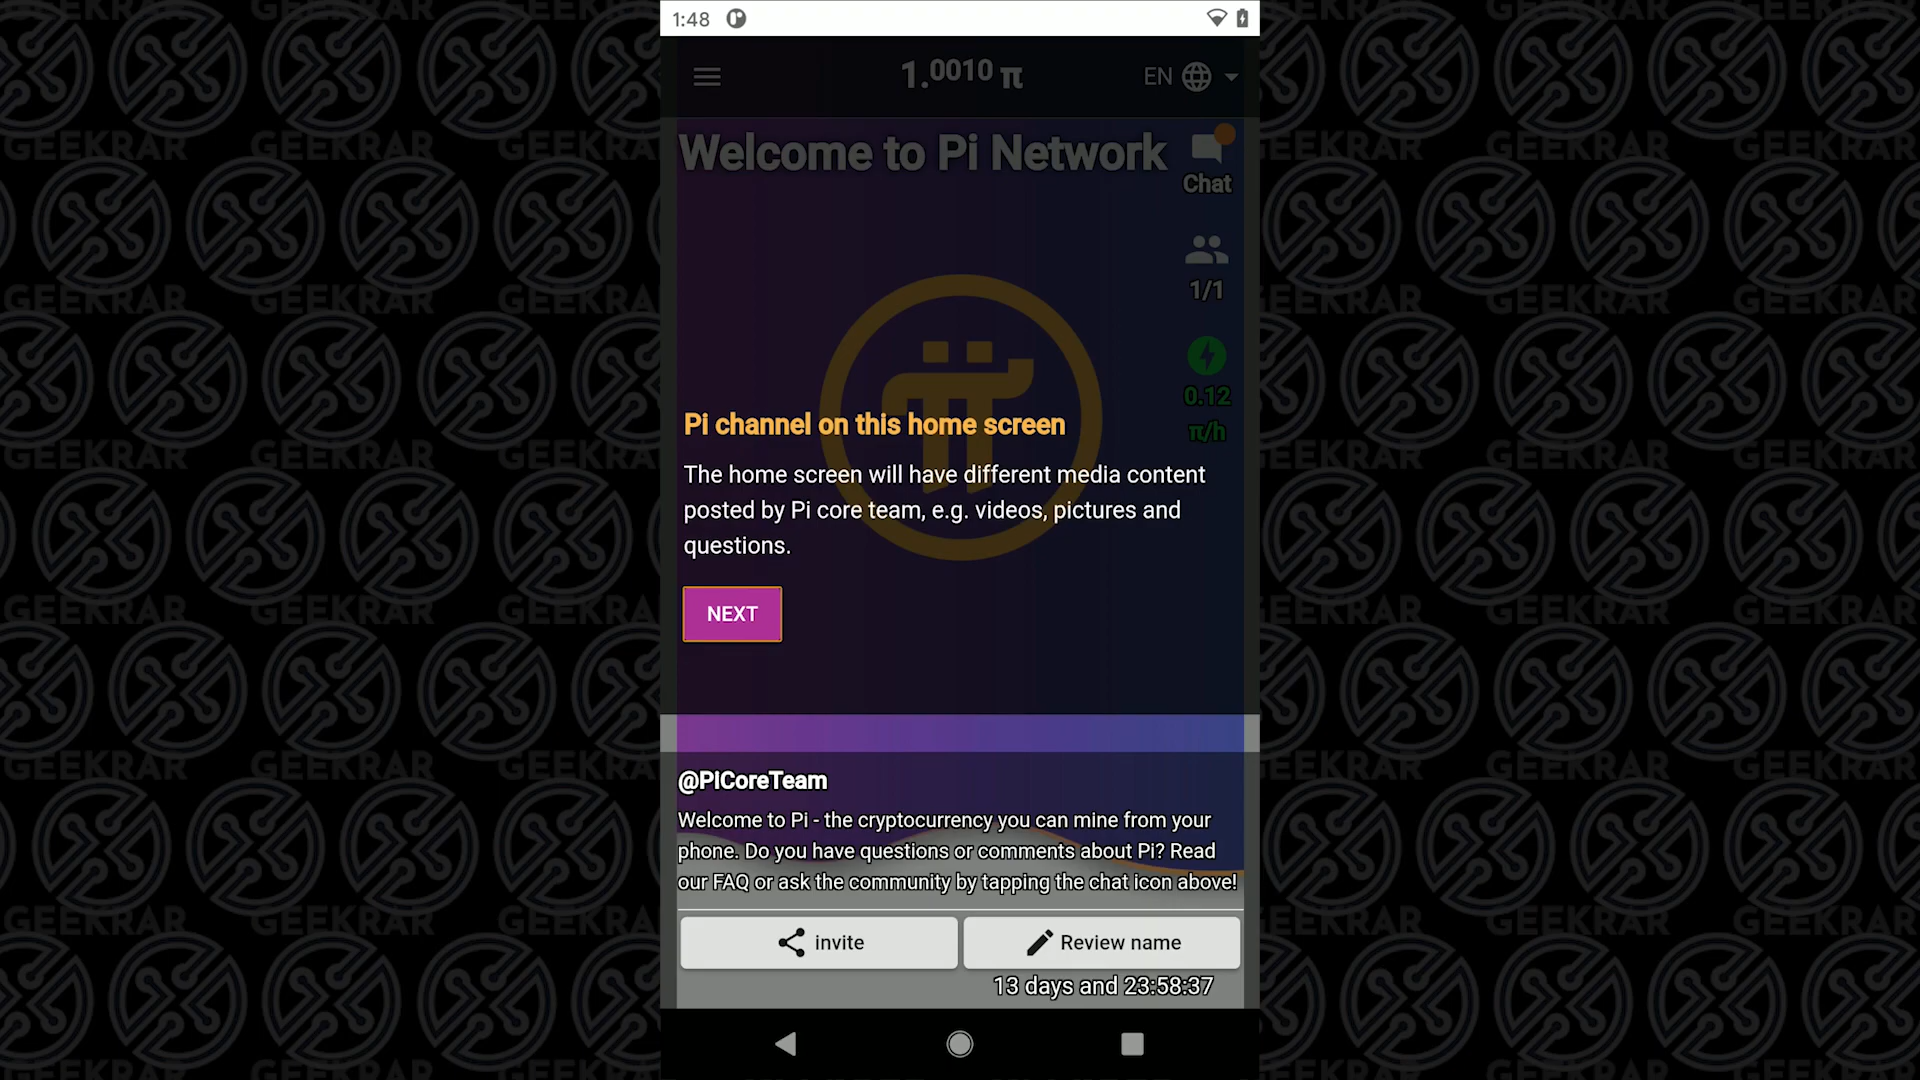 1:48
1.0010 π
EN
Welcome to Pi Network
Chat
1/1
0.12
π/h
Pi channel on this home screen
The home screen will have different media content
posted by Pi core team, e.g. videos, pictures and
questions.
NEXT
@PiCoreTeam
Welcome to Pi - the cryptocurrency you can mine from your
phone. Do you have questions or comments about Pi? Read
our FAQ or ask the community by tapping the chat icon above!
invite
Review name
13 days and 23:58:37
GEEKRAR